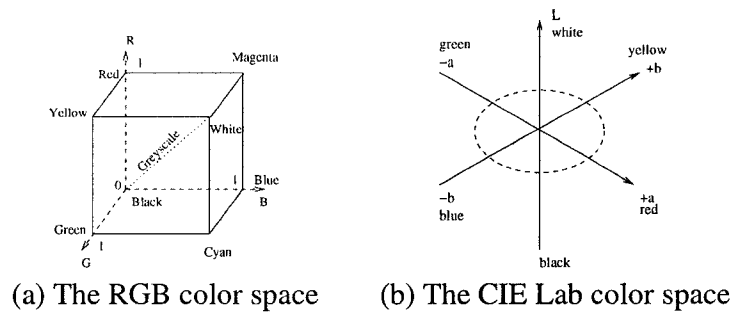 R
1
Red
Magenta
Yellow
White
Greyscale
0
1
Blue
Black
B
Green
1
G
Cyan
(a) The RGB color space
L
white
green
-a
yellow
+b
-b
blue
+a
red
black
(b) The CIE Lab color space